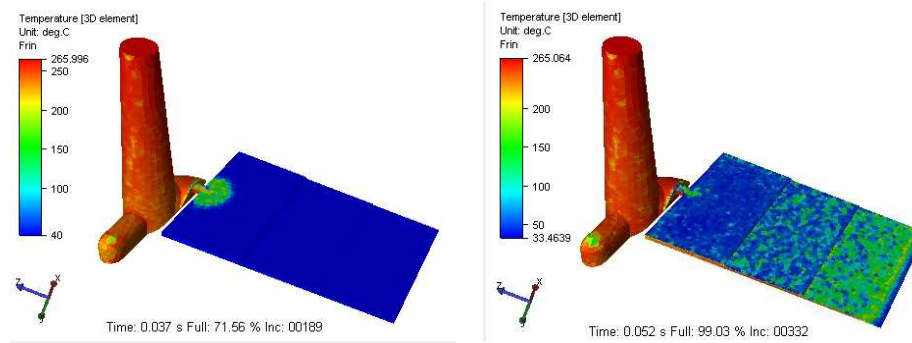 Temperature [3D element]
Unit: deg.C
Frin
265.996
250
200
150
100
40
Z
X
Y
Time: 0.037 s Full: 71.56 % Inc: 00189
Temperature [3D element]
Unit: deg.C
Frin
265.064
200
150
100
50
33.4639
Z
X
Y
Time: 0.052 s Full: 99.03 % Inc: 00332